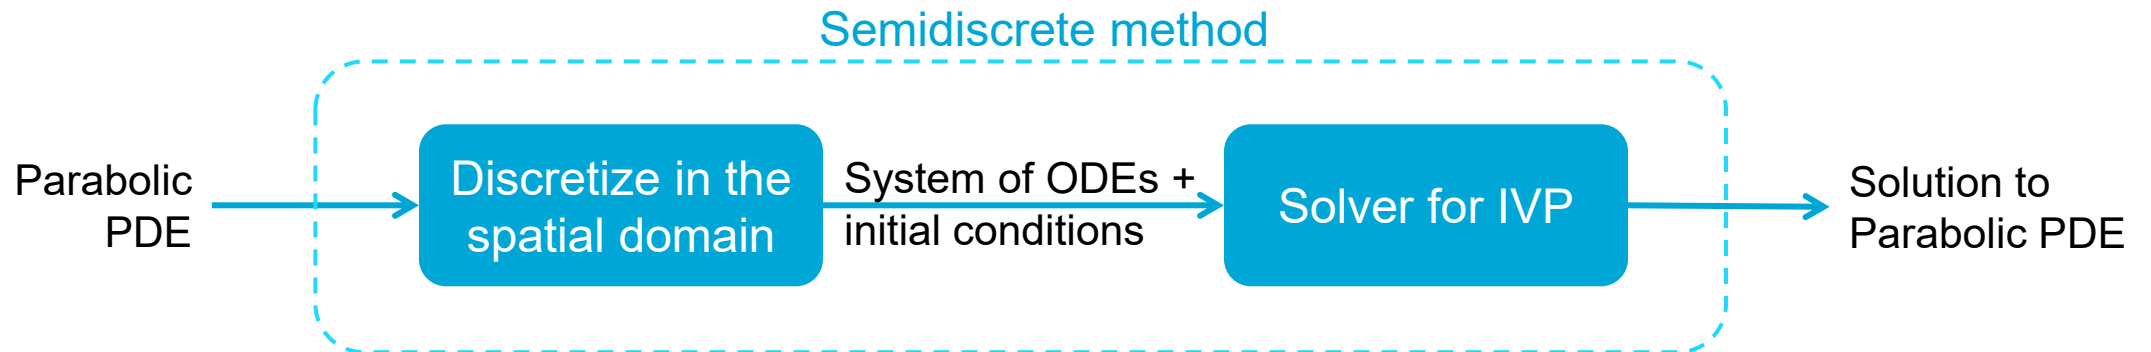 Semidiscrete method
Parabolic
PDE
Discretize in the
spatial domain
System of ODEs +
initial conditions
Solver for IVP
Solution to
Parabolic PDE